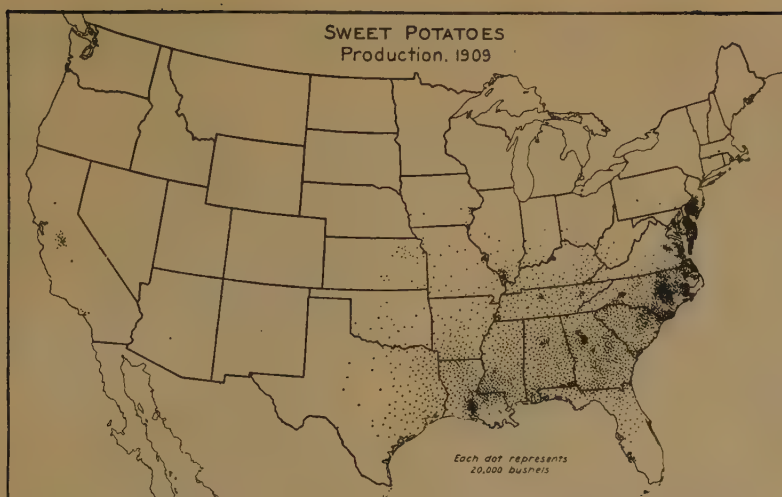 SWEET POTATOES
Production. 1909
Each dot represents
20,000 bushels